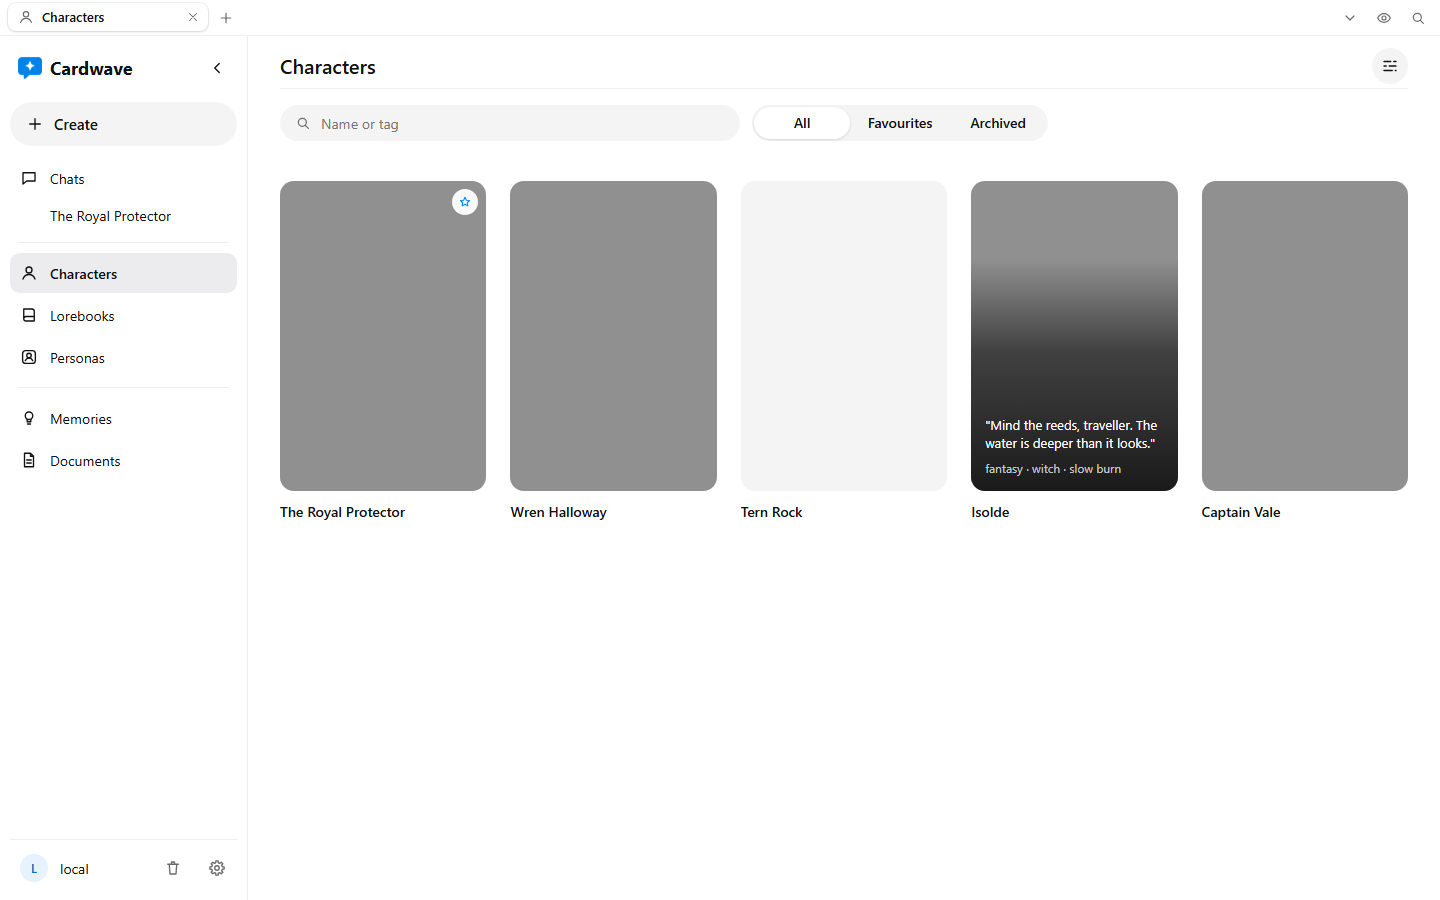 Characters
Cardwave
Create
Chats
The Royal Protector
Characters
Lorebooks
Personas
Memories
Documents
L
local
Characters
Name or tag
All
Favourites
Archived
"Mind the reeds, traveller. The
water is deeper than it looks."
fantasy · witch · slow burn
The Royal Protector
Wren Halloway
Tern Rock
Isolde
Captain Vale